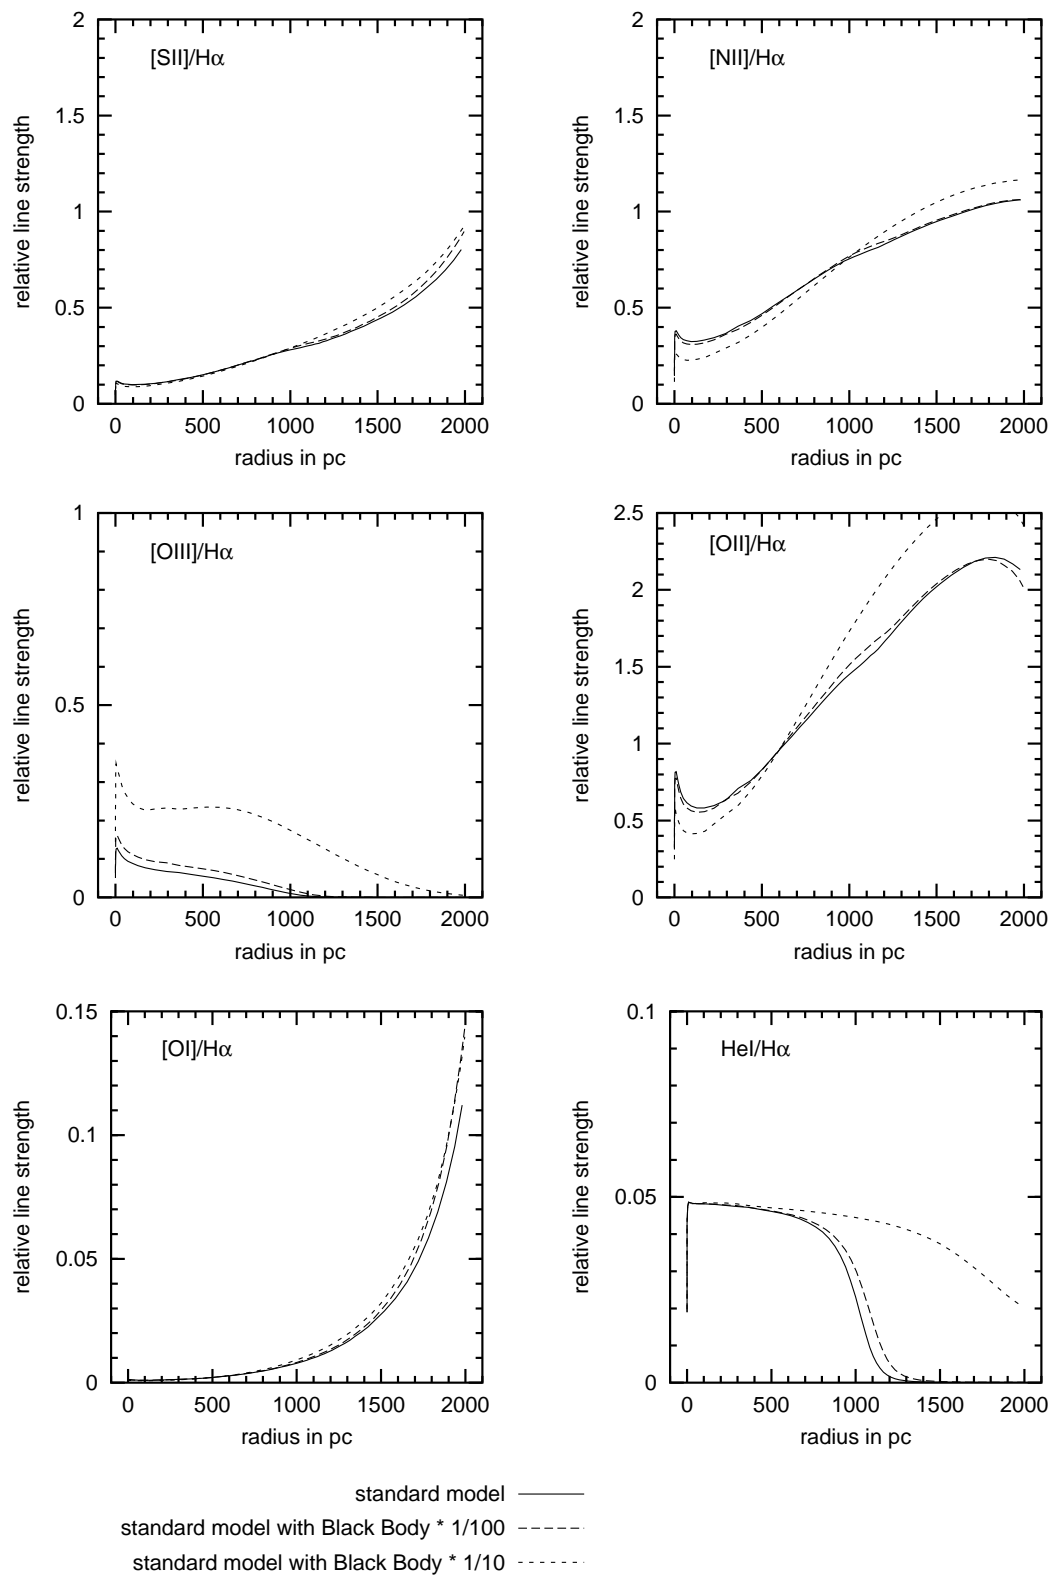 [SII]/Hα
relative line strength
2
1.5
1
0.5
0
0 500 1000 1500 2000
radius in pc
[NII]/Hα
relative line strength
2
1.5
1
0.5
0
0 500 1000 1500 2000
radius in pc
[OIII]/Hα
relative line strength
1
0.5
0
0 500 1000 1500 2000
radius in pc
[OII]/Hα
relative line strength
2.5
2
1.5
1
0.5
0
0 500 1000 1500 2000
radius in pc
[OI]/Hα
relative line strength
0.15
0.1
0.05
0
0 500 1000 1500 2000
radius in pc
HeI/Hα
relative line strength
0.1
0.05
0
0 500 1000 1500 2000
radius in pc
standard model
standard model with Black Body * 1/100
standard model with Black Body * 1/10